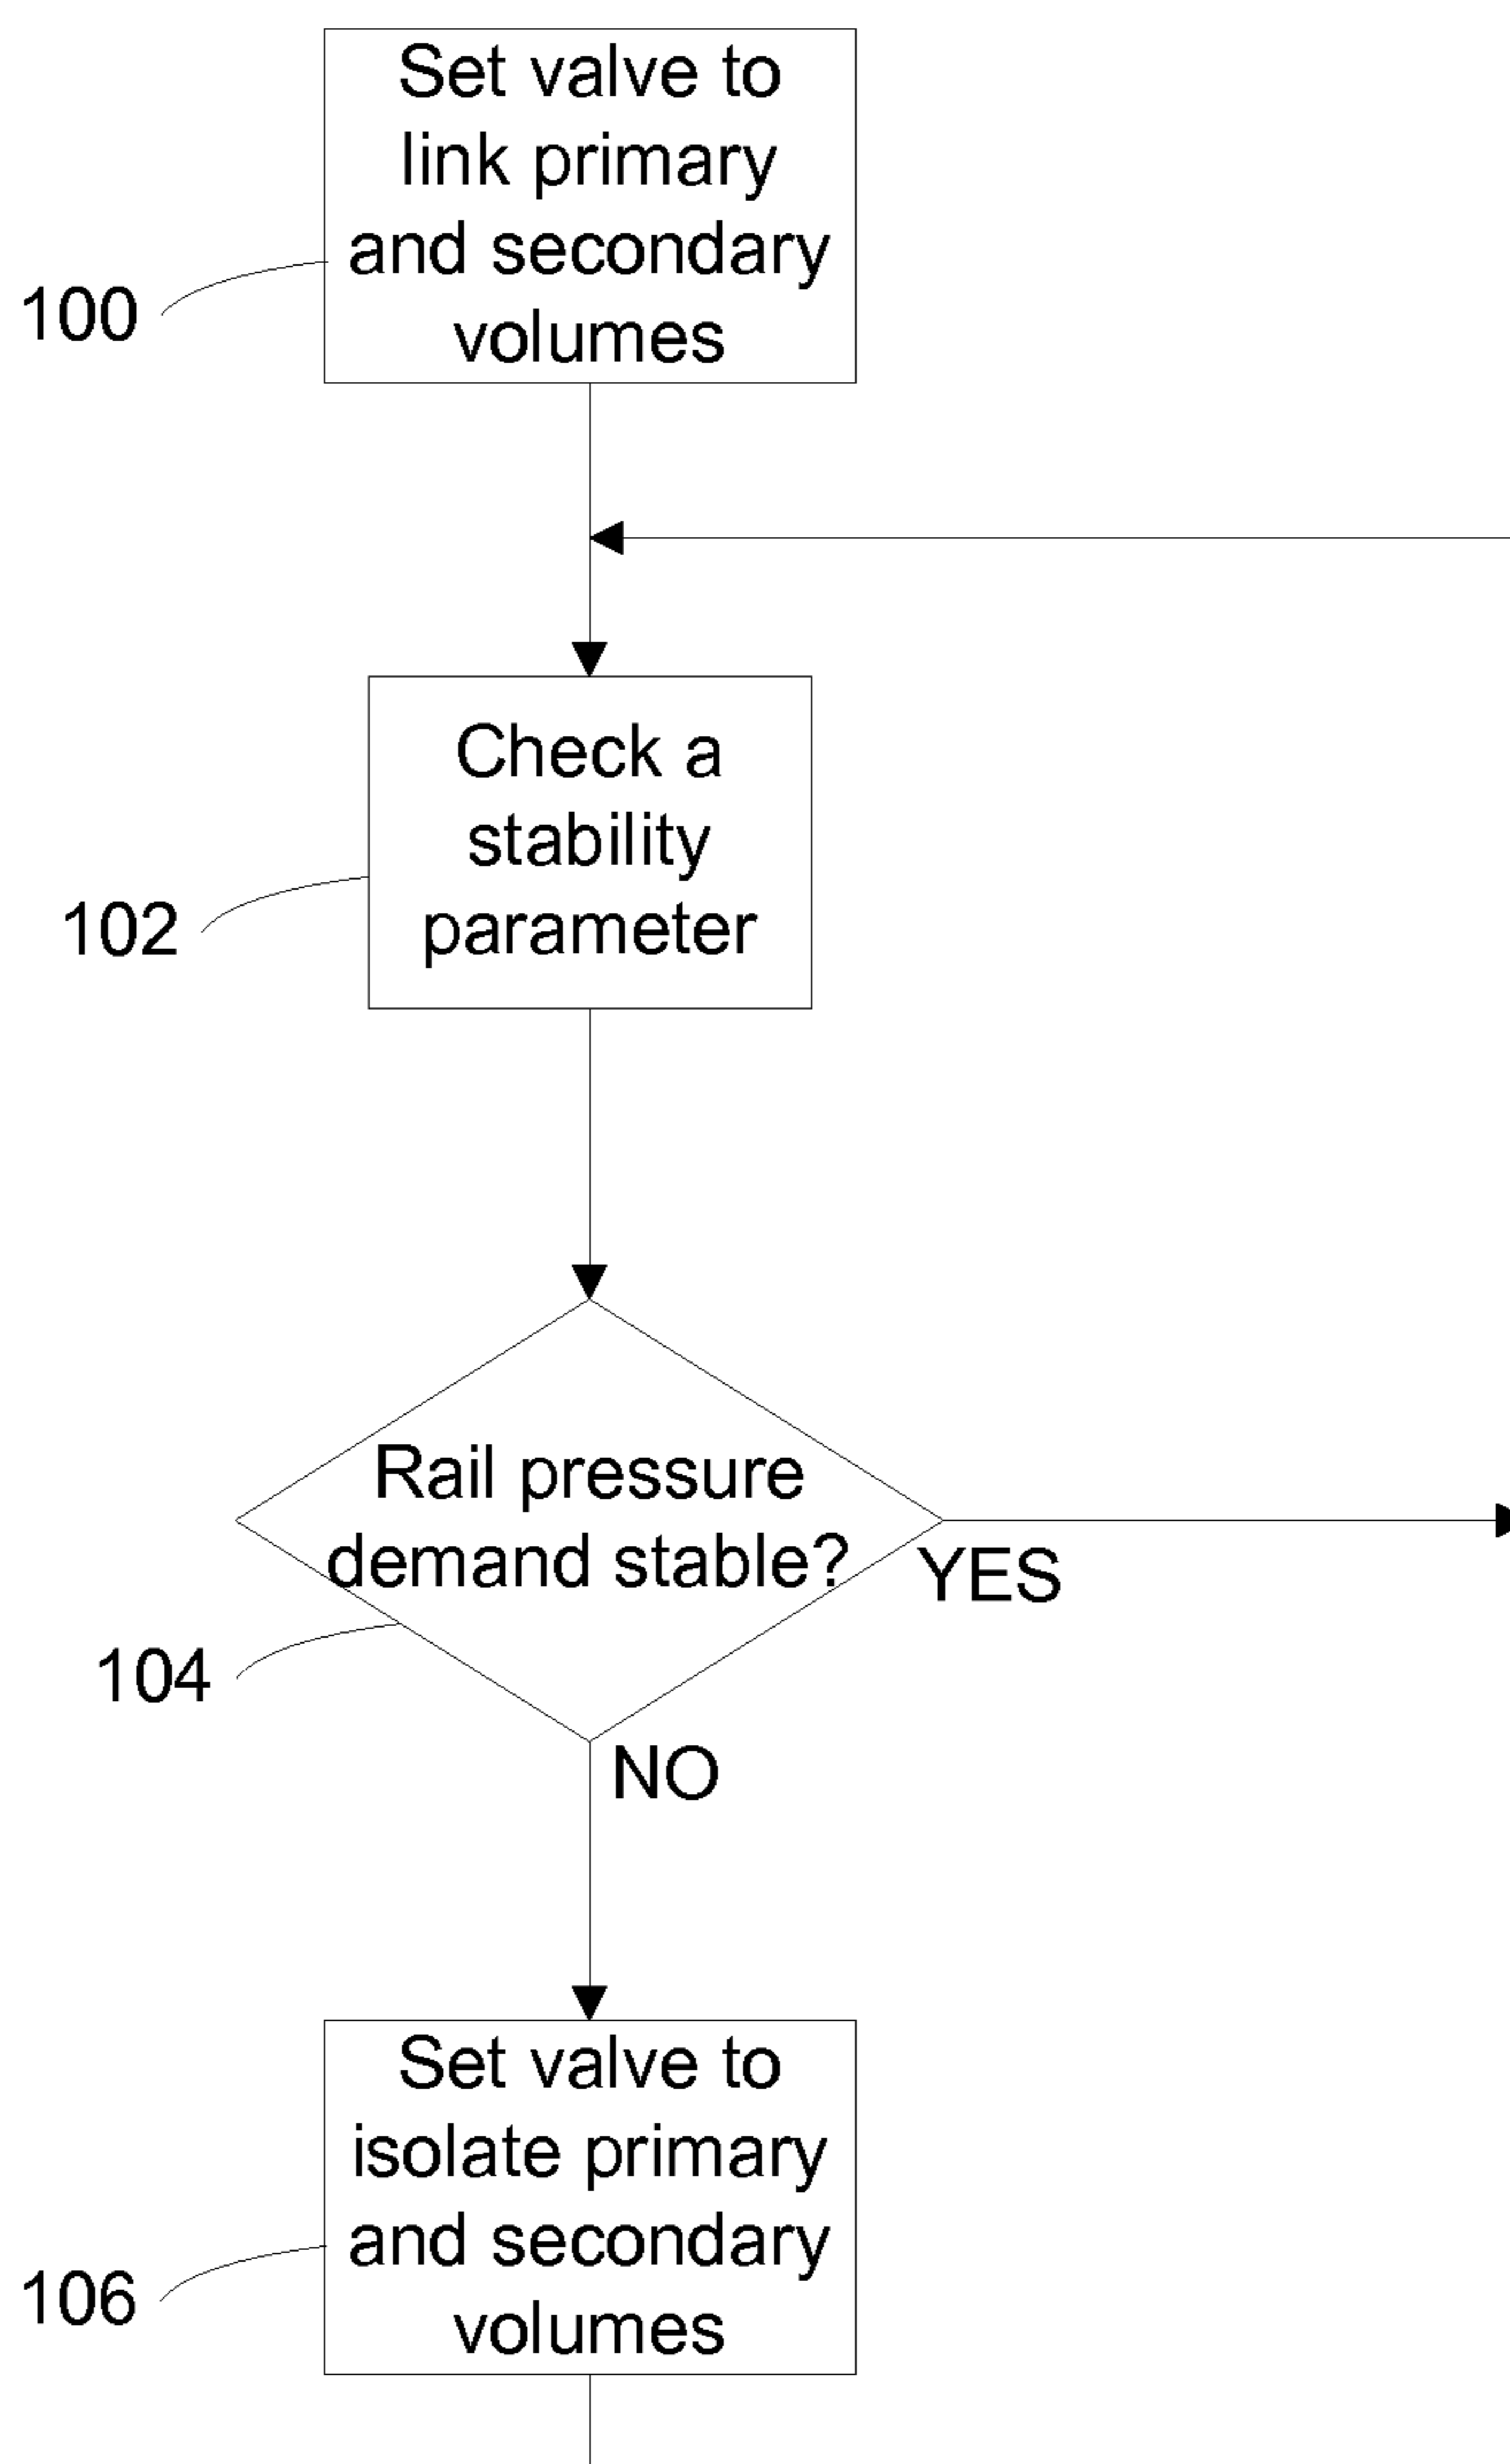 Set valve to
link primary
and secondary
volumes
100
Check a
stability
parameter
102
Rail pressure
demand stable?
YES
104
NO
Set valve to
isolate primary
and secondary
volumes
106